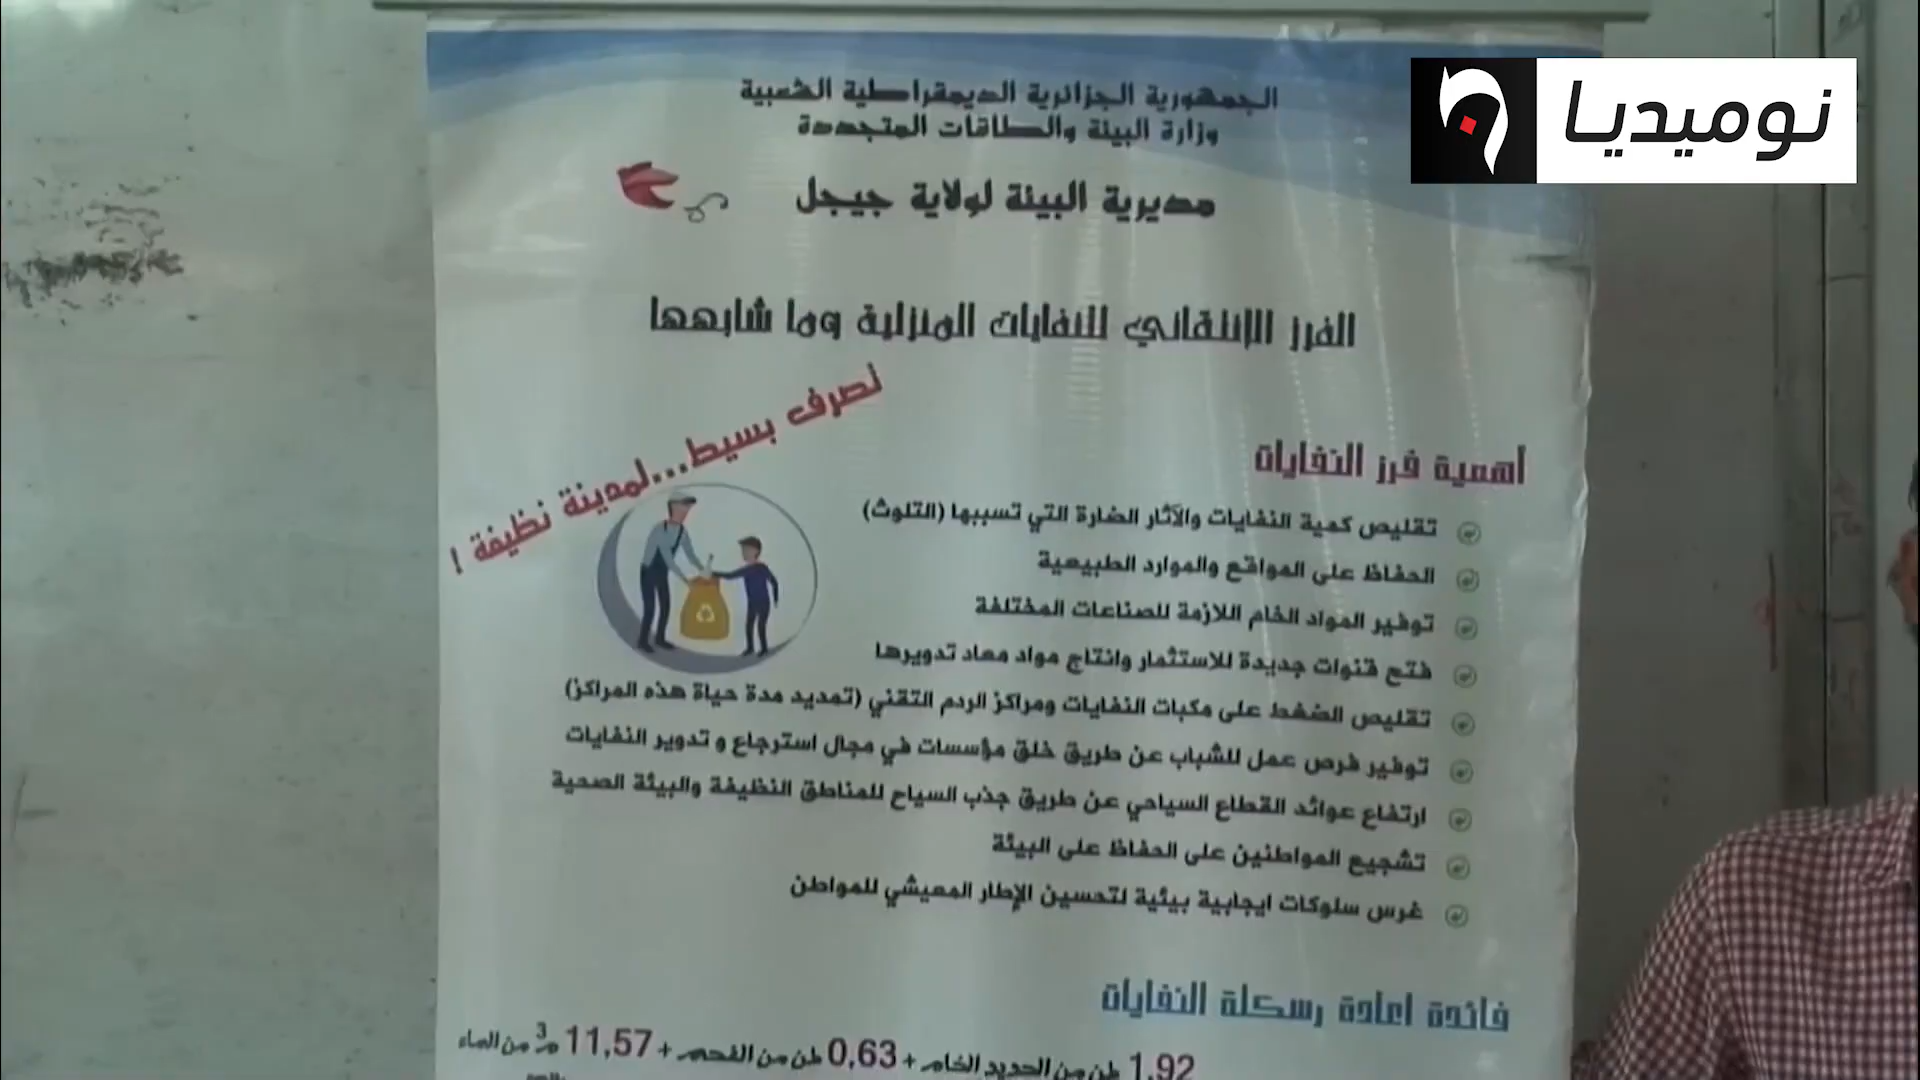 نوميديا
الجمهورية الجزائرية الديمقراطية الشعبية
وزارة البيئة والطاقات المتجددة
مديرية البيئة لولاية جيجل
الفرز الإنتقائي للنفايات المنزلية وما شابهها
تصرف بسيط...لمدينة نظيفة !
أهمية فرز النفايات
تقليص كمية النفايات والآثار الضارة التي تسببها (التلوث)
الحفاظ على المواقع والموارد الطبيعية
توفير المواد الخام اللازمة للصناعات المختلفة
فتح قنوات جديدة للاستثمار وانتاج مواد معاد تدويرها
تقليص الضغط على مكبات النفايات ومراكز الردم التقني (تمديد مدة حياة هذه المراكز)
توفير فرص عمل للشباب عن طريق خلق مؤسسات في مجال استرجاع و تدوير النفايات
ارتفاع عوائد القطاع السياحي عن طريق جذب السياح للمناطق النظيفة والبيئة الصحية
تشجيع المواطنين على الحفاظ على البيئة
غرس سلوكات ايجابية بيئية لتحسين الإطار المعيشي للمواطن
فائدة اعادة رسكلة النفايات
1,92 طن من الحديد الخام + 0,63 طن من الفحم + 11,57 م3 من الماء